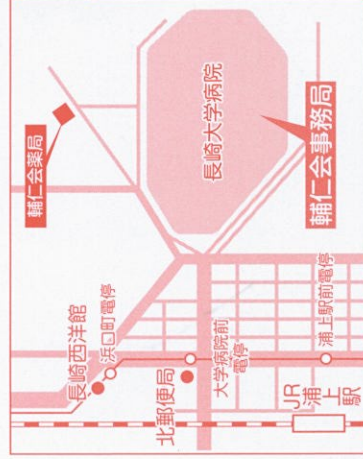 輔仁会薬局
長崎大学病院
輔仁会事務局
長崎西洋館
浜口町電停
北郵便局
大学病院前
電停
浦上駅前電停
JR
浦上
駅